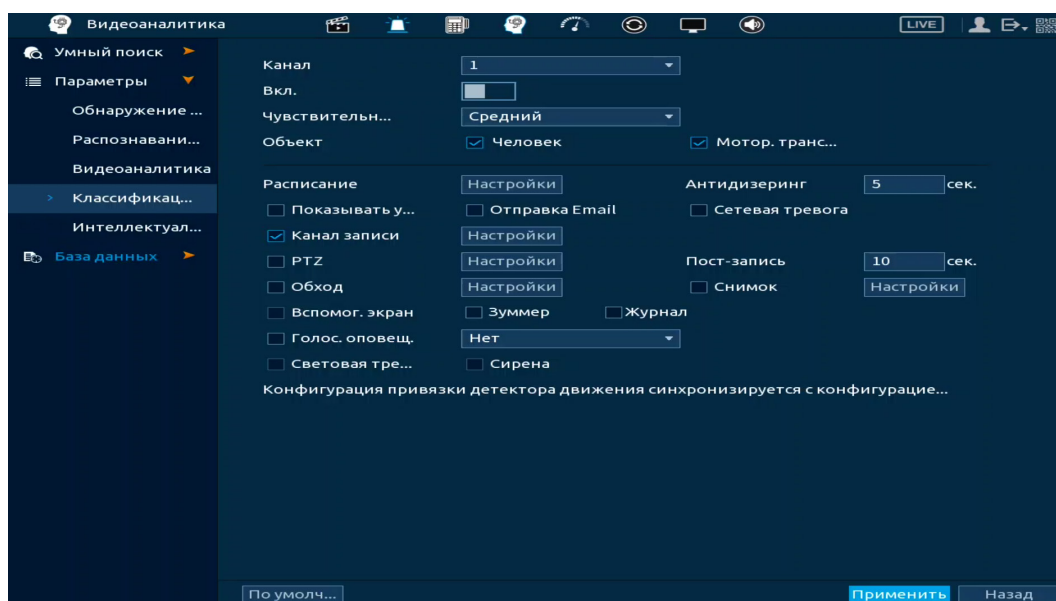 Видеоаналитика LIVE
Умный поиск
Параметры
Обнаружение ...
Распознавани...
Видеоаналитика
Классификац...
Интеллектуал...
База данных
Канал 1
Вкл.
Чувствительн... Средний
Объект Человек Мотор. транс...
Расписание Настройки Антидизеринг 5 сек.
Показывать у... Отправка Email Сетевая тревога
Канал записи Настройки
PTZ Настройки Пост-запись 10 сек.
Обход Настройки Снимок Настройки
Вспомог. экран Зуммер Журнал
Голос. оповещ. Нет
Световая тре... Сирена
Конфигурация привязки детектора движения синхронизируется с конфигурацие...
По умолч... Применить Назад